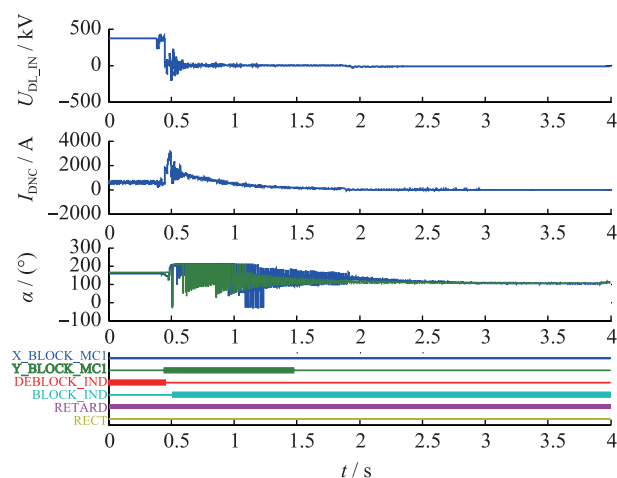 500
0
−500
U_DL_IN / kV
0 0.5 1 1.5 2 2.5 3 3.5 4
4000
2000
0
−2000
I_DNC / A
0 0.5 1 1.5 2 2.5 3 3.5 4
300
200
100
0
−100
α / (°)
0 0.5 1 1.5 2 2.5 3 3.5 4
X_BLOCK_MC1
Y_BLOCK_MC1
DEBLOCK_IND
BLOCK_IND
RETARD
RECT
0 0.5 1 1.5 2 2.5 3 3.5 4
t / s